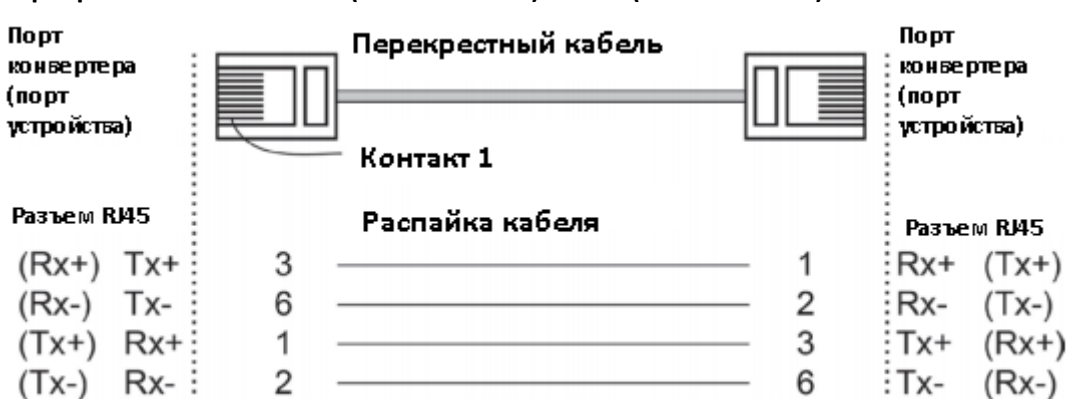 Порт
конвертера
(порт
устройства)
Перекрестный кабель
Порт
конвертера
(порт
устройства)
Контакт 1
Разъем RJ45
Распайка кабеля
Разъем RJ45
(Rx+) Tx+ 3 1 Rx+ (Tx+)
(Rx-) Tx- 6 2 Rx- (Tx-)
(Tx+) Rx+ 1 3 Tx+ (Rx+)
(Tx-) Rx- 2 6 Tx- (Rx-)